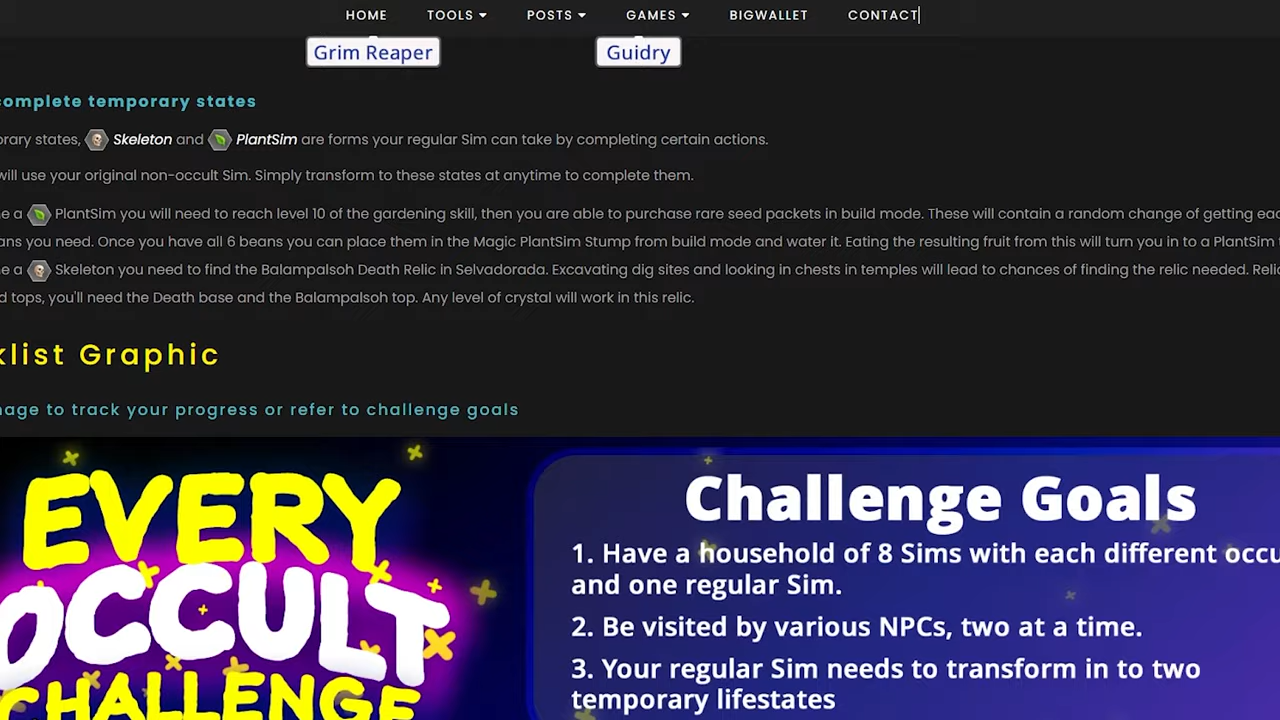 HOME TOOLS POSTS GAMES BIGWALLET CONTACT
Grim Reaper Guidry
complete temporary states
orary states, Skeleton and PlantSim are forms your regular Sim can take by completing certain actions.
will use your original non-occult Sim. Simply transform to these states at anytime to complete them.
e a PlantSim you will need to reach level 10 of the gardening skill, then you are able to purchase rare seed packets in build mode. These will contain a random change of getting eac
ans you need. Once you have all 6 beans you can place them in the Magic PlantSim Stump from build mode and water it. Eating the resulting fruit from this will turn you in to a PlantSim
e a Skeleton you need to find the Balampalsoh Death Relic in Selvadorada. Excavating dig sites and looking in chests in temples will lead to chances of finding the relic needed. Relic
d tops, you'll need the Death base and the Balampalsoh top. Any level of crystal will work in this relic.
klist Graphic
mage to track your progress or refer to challenge goals
EVERY
OCCULT
CHALLENGE
Challenge Goals
1. Have a household of 8 Sims with each different occu
and one regular Sim.
2. Be visited by various NPCs, two at a time.
3. Your regular Sim needs to transform in to two
temporary lifestates